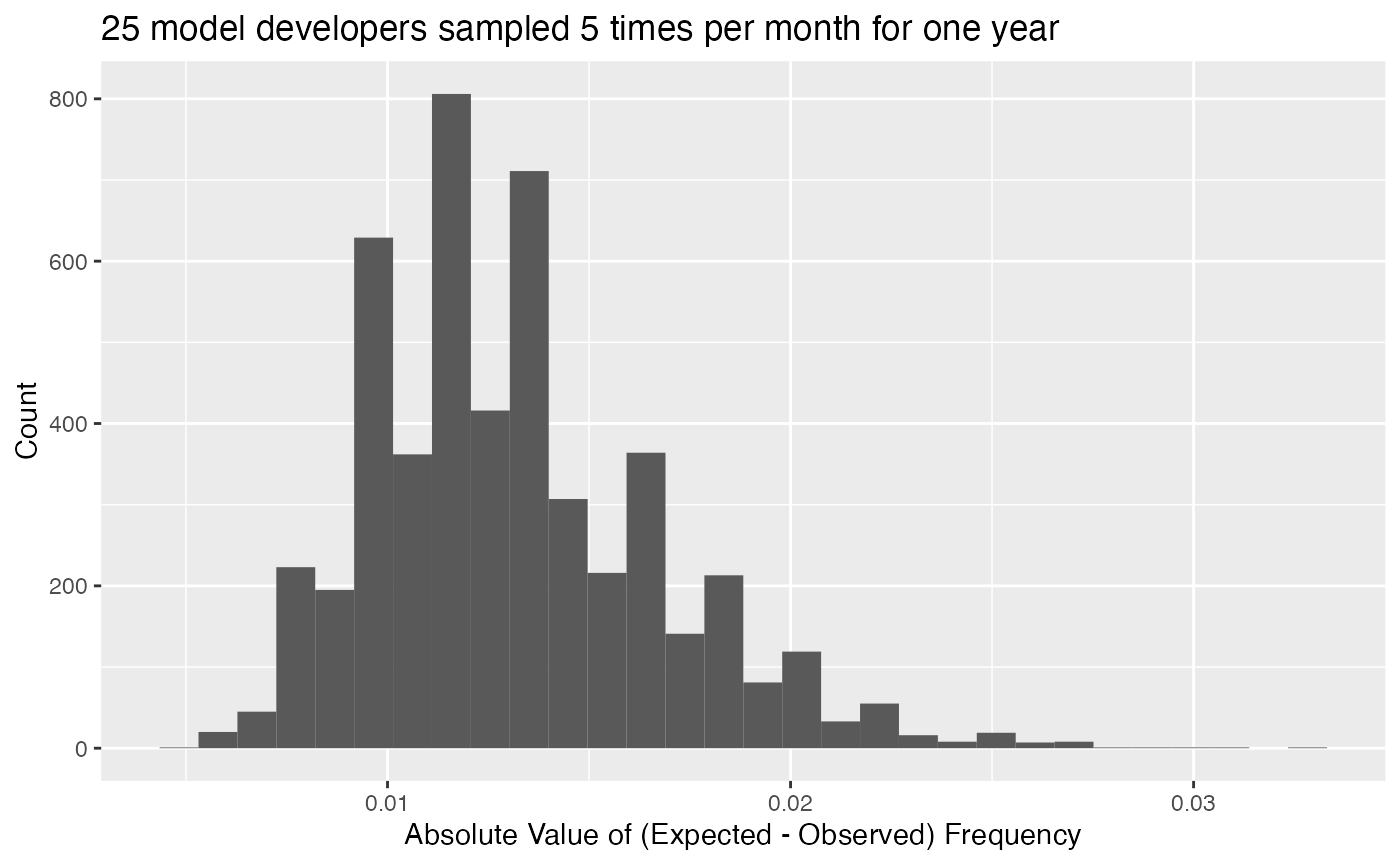 25 model developers sampled 5 times per month for one year
800
600
400
200
0
Count
0.01
0.02
0.03
Absolute Value of (Expected - Observed) Frequency